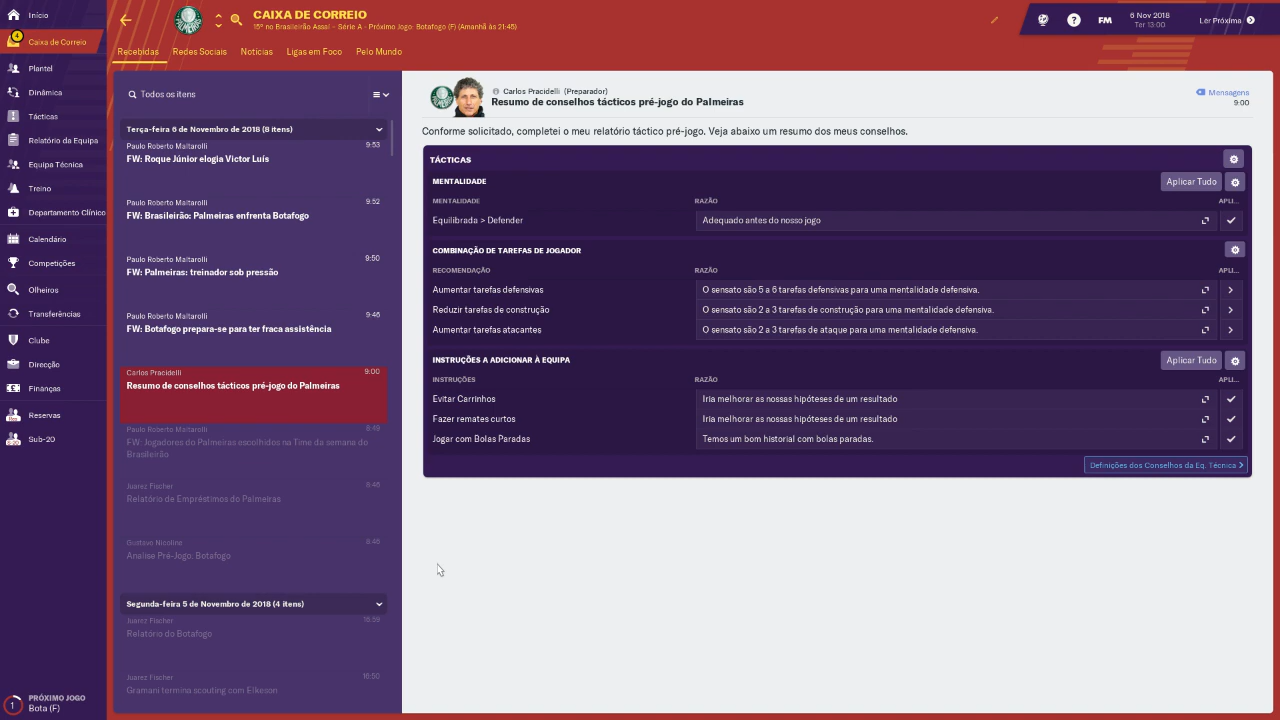 CAIXA DE CORREIO
15º no Brasileirão Assaí - Série A - Próximo Jogo: Botafogo (F) (Amanhã às 21:45)
FM
6 Nov 2018
Ter 13:00
Ler Próxima
Recebidas
Redes Sociais
Notícias
Ligas em Foco
Pelo Mundo
Início
4
Caixa de Correio
Plantel
Dinâmica
Tácticas
Relatório da Equipa
Equipa Técnica
Treino
Departamento Clínico
Calendário
Competições
Olheiros
Transferências
Clube
Direcção
Finanças
Reservas
Sub-20
1
PRÓXIMO JOGO
Bota (F)
Todos os itens
Terça-feira 6 de Novembro de 2018 (8 itens)
Paulo Roberto Maltarolli 9:53
FW: Roque Júnior elogia Victor Luís
Paulo Roberto Maltarolli 9:52
FW: Brasileirão: Palmeiras enfrenta Botafogo
Paulo Roberto Maltarolli 9:50
FW: Palmeiras: treinador sob pressão
Paulo Roberto Maltarolli 9:46
FW: Botafogo prepara-se para ter fraca assistência
Carlos Pracidelli 9:00
Resumo de conselhos tácticos pré-jogo do Palmeiras
Paulo Roberto Maltarolli 8:49
FW: Jogadores do Palmeiras escolhidos na Time da semana do
Brasileirão
Juarez Fischer 8:46
Relatório de Empréstimos do Palmeiras
Gustavo Nicoline 8:46
Análise Pré-Jogo: Botafogo
Segunda-feira 5 de Novembro de 2018 (4 itens)
Juarez Fischer 18:59
Relatório do Botafogo
Juarez Fischer 16:50
Gramani termina scouting com Elkeson
Carlos Pracidelli (Preparador)
Resumo de conselhos tácticos pré-jogo do Palmeiras
Mensagens
9:00
Conforme solicitado, completei o meu relatório táctico pré-jogo. Veja abaixo um resumo dos meus conselhos.
TÁCTICAS
MENTALIDADE
Aplicar Tudo
MENTALIDADE RAZÃO APLI...
Equilibrada > Defender Adequado antes do nosso jogo
COMBINAÇÃO DE TAREFAS DE JOGADOR
RECOMENDAÇÃO RAZÃO APLI...
Aumentar tarefas defensivas O sensato são 5 a 6 tarefas defensivas para uma mentalidade defensiva.
Reduzir tarefas de construção O sensato são 2 a 3 tarefas de construção para uma mentalidade defensiva.
Aumentar tarefas atacantes O sensato são 2 a 3 tarefas de ataque para uma mentalidade defensiva.
INSTRUÇÕES A ADICIONAR À EQUIPA
Aplicar Tudo
INSTRUÇÕES RAZÃO APLI...
Evitar Carrinhos Iria melhorar as nossas hipóteses de um resultado
Fazer remates curtos Iria melhorar as nossas hipóteses de um resultado
Jogar com Bolas Paradas Temos um bom historial com bolas paradas.
Definições dos Conselhos da Eq. Técnica